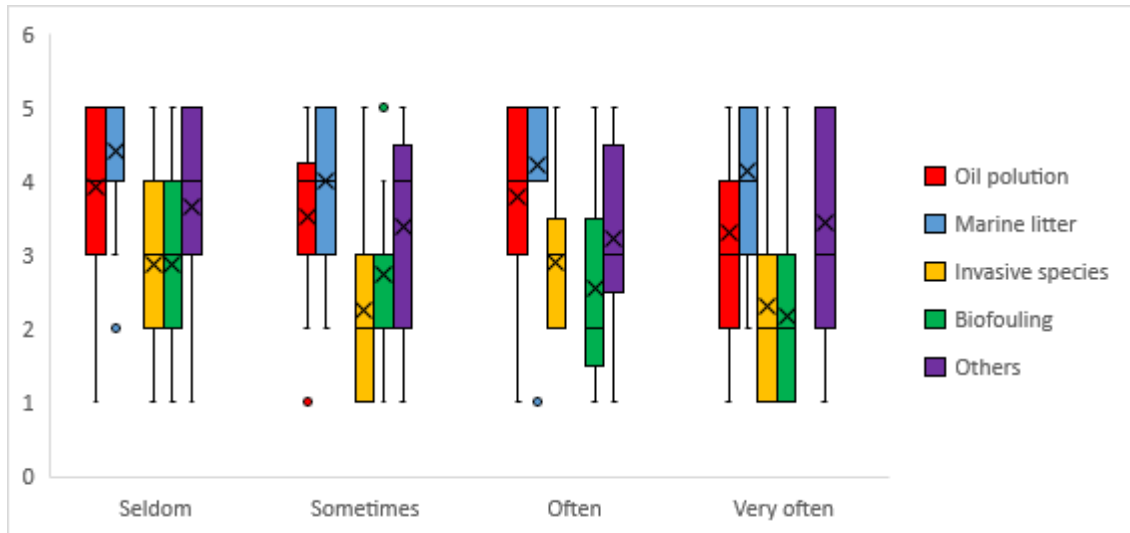 6
5
4
3
2
1
0
Seldom
Sometimes
Often
Very often
Oil polution
Marine litter
Invasive species
Biofouling
Others